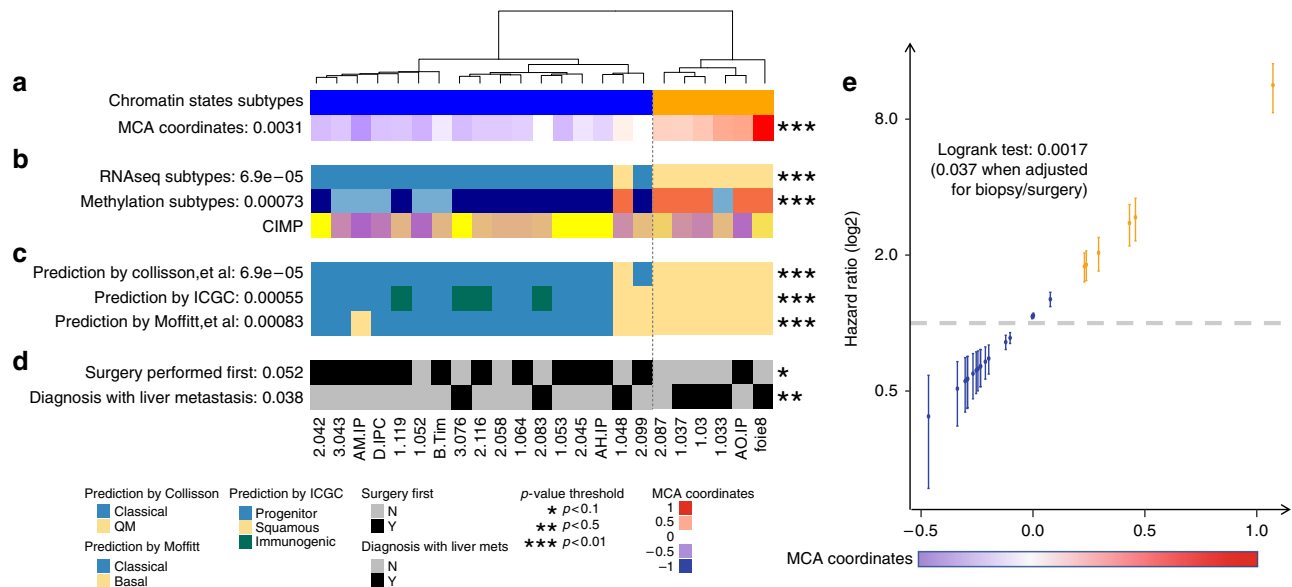 a
Chromatin states subtypes
MCA coordinates: 0.0031
***
b
RNAseq subtypes: 6.9e−05
***
Methylation subtypes: 0.00073
***
CIMP
c
Prediction by collisson,et al: 6.9e−05
***
Prediction by ICGC: 0.00055
***
Prediction by Moffitt,et al: 0.00083
***
d
Surgery performed first: 0.052
*
Diagnosis with liver metastasis: 0.038
**
2.042
3.043
AM.IP
D.IPC
1.119
1.052
B.Tim
3.076
2.116
2.058
1.064
2.083
1.053
2.045
AH.IP
1.048
2.099
2.087
1.037
1.03
1.033
AO.IP
foie8
Prediction by Collisson
Classical
QM
Prediction by Moffitt
Classical
Basal
Prediction by ICGC
Progenitor
Squamous
Immunogenic
Surgery first
N
Y
Diagnosis with liver mets
N
Y
p-value threshold
* p<0.1
** p<0.5
*** p<0.01
MCA coordinates
1
0.5
0
−0.5
−1
e
Hazard ratio (log2)
8.0
2.0
0.5
Logrank test: 0.0017
(0.037 when adjusted
for biopsy/surgery)
−0.5
0.0
0.5
1.0
MCA coordinates